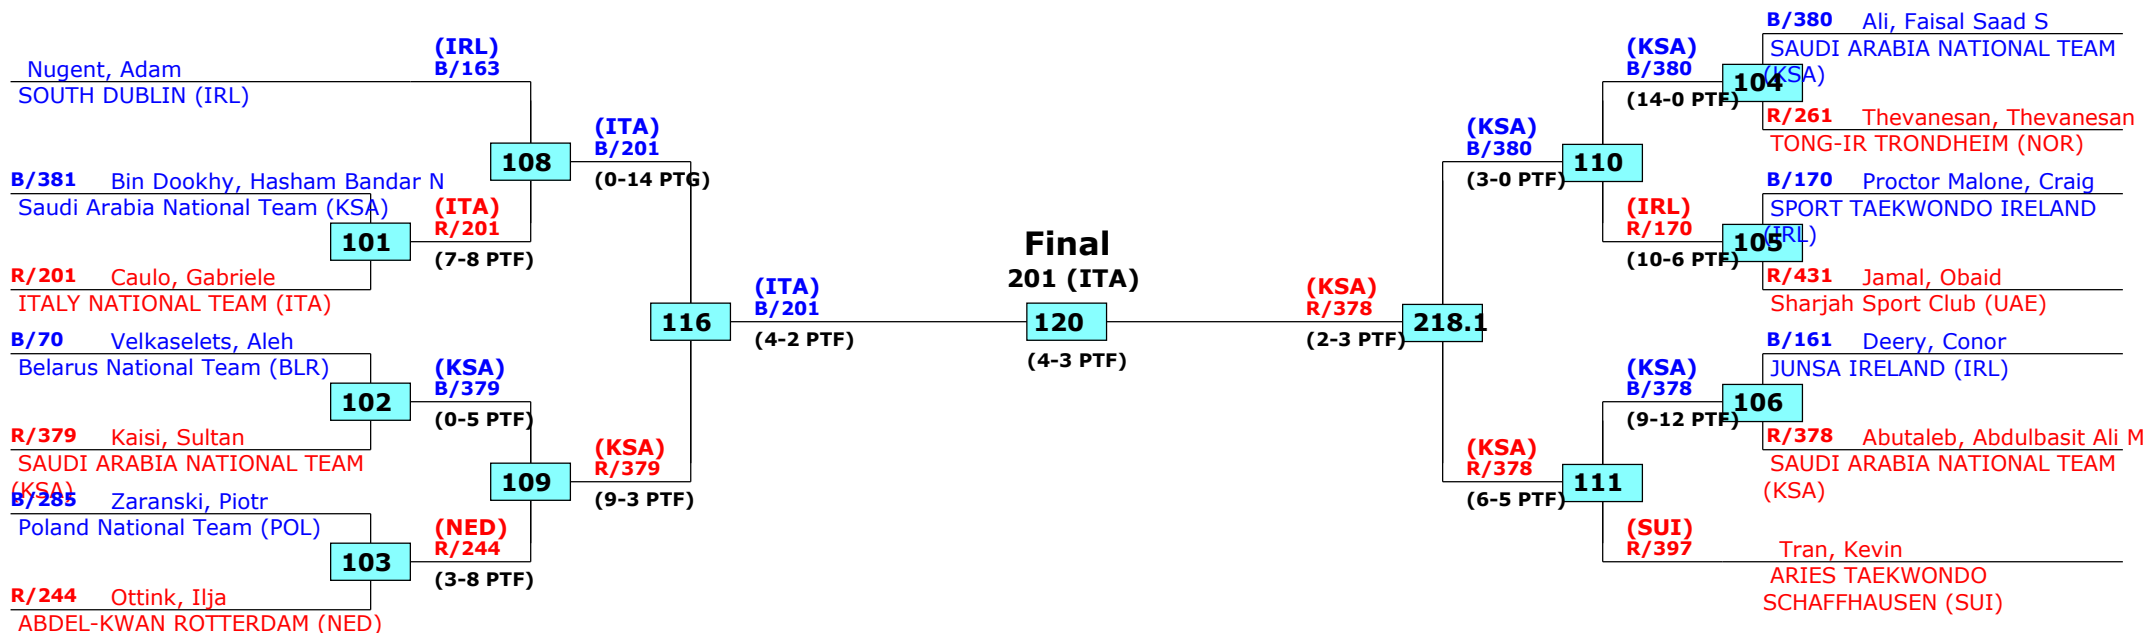 (IRL)
Nugent, Adam B/163
SOUTH DUBLIN (IRL)
(ITA)
108 B/201
(0-14 PTG)
B/381 Bin Dookhy, Hasham Bandar N
Saudi Arabia National Team (KSA)
(ITA)
101 R/201
(7-8 PTF)
R/201 Caulo, Gabriele
ITALY NATIONAL TEAM (ITA)
(ITA)
116 B/201
(4-2 PTF)
B/70 Velkaselets, Aleh
Belarus National Team (BLR)
(KSA)
102 B/379
(0-5 PTF)
R/379 Kaisi, Sultan
SAUDI ARABIA NATIONAL TEAM
(KSA)
(KSA)
109 R/379
(9-3 PTF)
B/285 Zaranski, Piotr
Poland National Team (POL)
(NED)
103 R/244
(3-8 PTF)
R/244 Ottink, Ilja
ABDEL-KWAN ROTTERDAM (NED)
Final
201 (ITA)
120
(4-3 PTF)
B/380 Ali, Faisal Saad S
SAUDI ARABIA NATIONAL TEAM
(KSA)
(KSA)
B/380 104
(14-0 PTF)
R/261 Thevanesan, Thevanesan
TONG-IR TRONDHEIM (NOR)
(KSA)
B/380 110
(3-0 PTF)
B/170 Proctor Malone, Craig
SPORT TAEKWONDO IRELAND
(IRL)
(IRL)
R/170 105
(10-6 PTF)
R/431 Jamal, Obaid
Sharjah Sport Club (UAE)
(KSA)
R/378 218.1
(2-3 PTF)
B/161 Deery, Conor
JUNSA IRELAND (IRL)
(KSA)
B/378 106
(9-12 PTF)
R/378 Abutaleb, Abdulbasit Ali M
SAUDI ARABIA NATIONAL TEAM
(KSA)
(KSA)
R/378 111
(6-5 PTF)
(SUI)
R/397 Tran, Kevin
ARIES TAEKWONDO
SCHAFFHAUSEN (SUI)